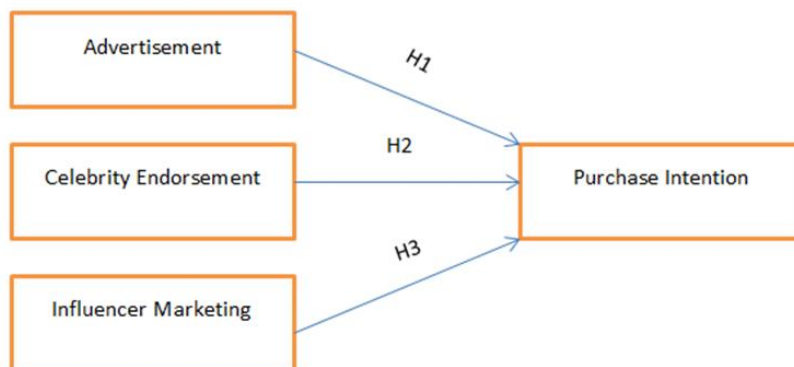 Advertisement
H1
H2
Celebrity Endorsement
Purchase Intention
H3
Influencer Marketing